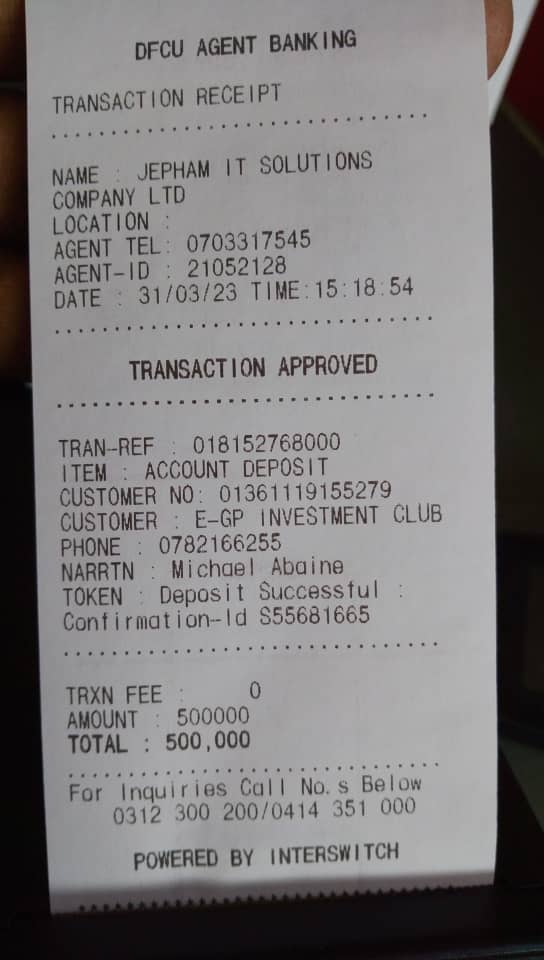 DFCU AGENT BANKING
TRANSACTION RECEIPT
NAME : JEPHAM IT SOLUTIONS
COMPANY LTD
LOCATION :
AGENT TEL: 0703317545
AGENT-ID : 21052128
DATE : 31/03/23 TIME:15:18:54
TRANSACTION APPROVED
TRAN-REF : 018152768000
ITEM : ACCOUNT DEPOSIT
CUSTOMER NO: 01361119155279
CUSTOMER : E-GP INVESTMENT CLUB
PHONE : 0782166255
NARRTN : Michael Abaine
TOKEN : Deposit Successful :
Confirmation-Id S55681665
TRXN FEE : 0
AMOUNT : 500000
TOTAL : 500,000
For Inquiries Call No.s Below
0312 300 200/0414 351 000
POWERED BY INTERSWITCH